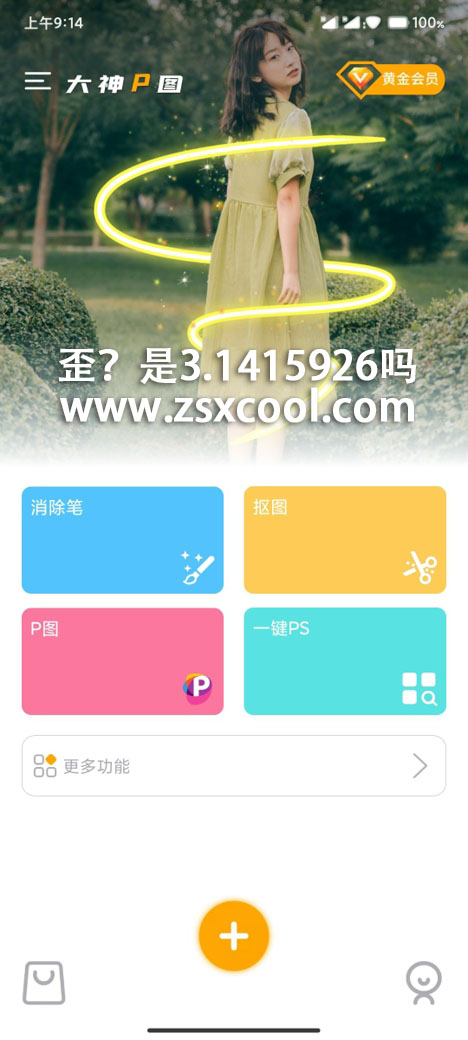 上午9:14
100%
大神P图
黄金会员
歪？是3.1415926吗
www.zsxcool.com
消除笔
抠图
P图
P
一键PS
更多功能